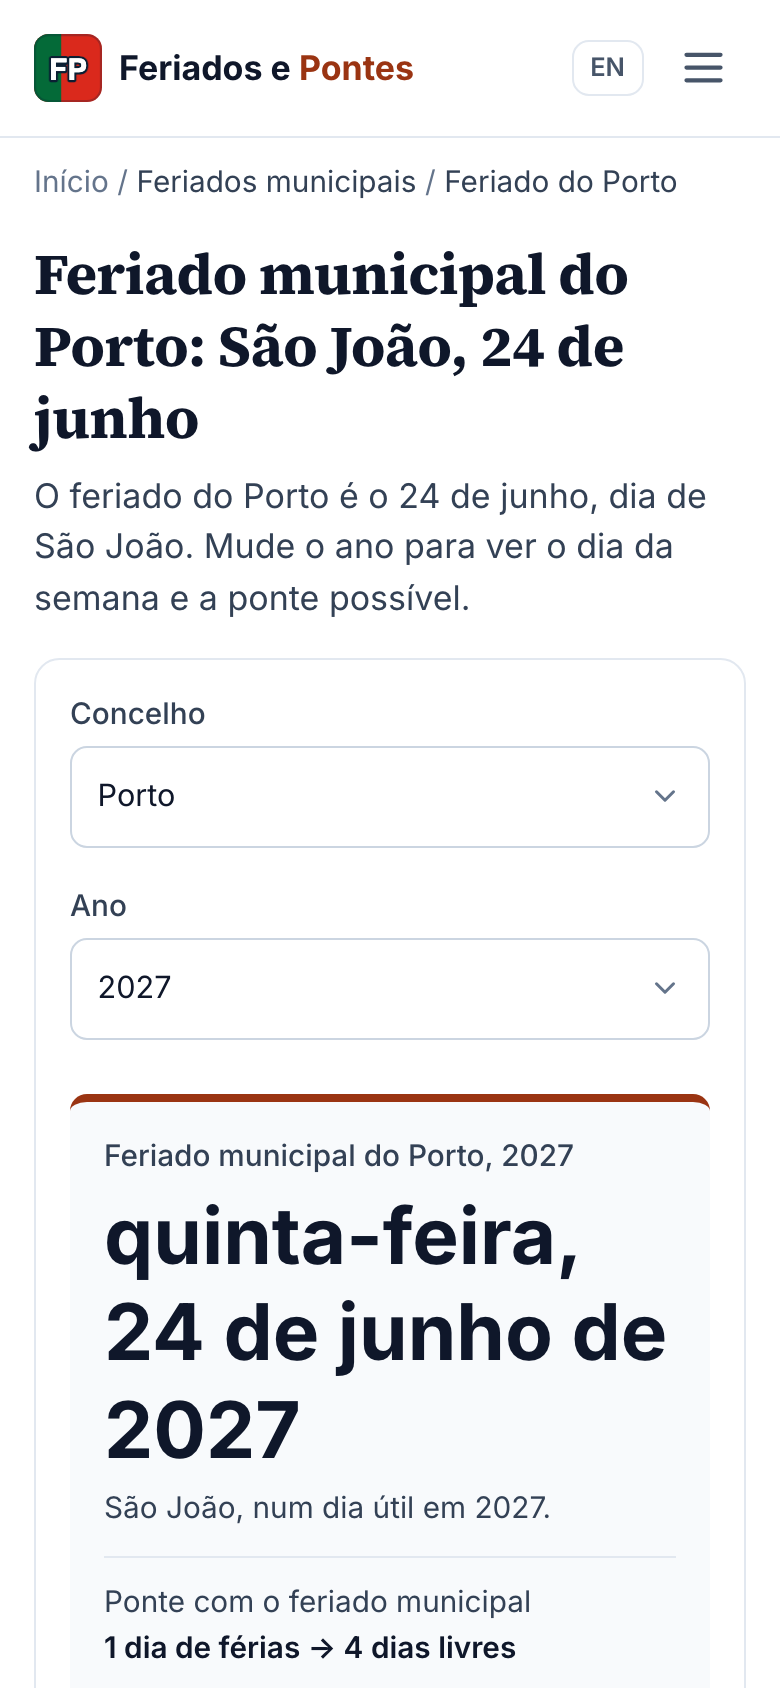 FP Feriados e Pontes EN
Início / Feriados municipais / Feriado do Porto
Feriado municipal do
Porto: São João, 24 de
junho
O feriado do Porto é o 24 de junho, dia de
São João. Mude o ano para ver o dia da
semana e a ponte possível.
Concelho
Porto
Ano
2027
Feriado municipal do Porto, 2027
quinta-feira,
24 de junho de
2027
São João, num dia útil em 2027.
Ponte com o feriado municipal
1 dia de férias → 4 dias livres